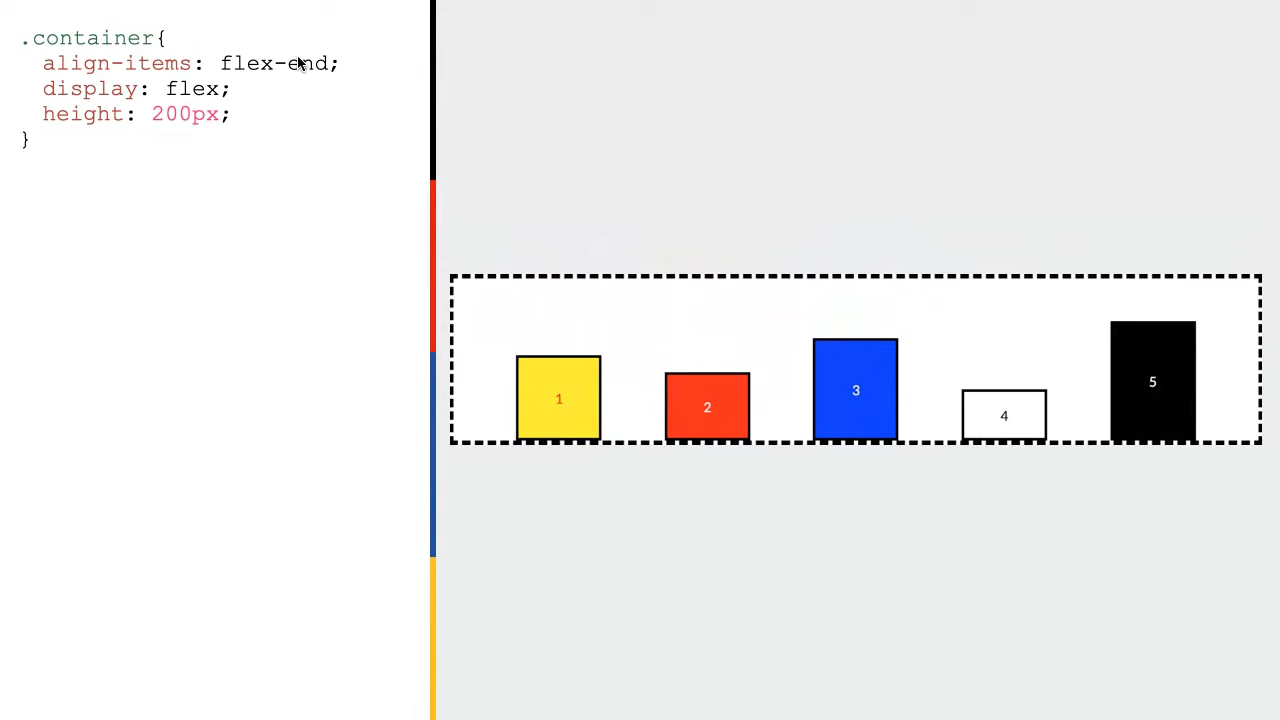 .container{
align-items: flex-end;
display: flex;
height: 200px;
}
1
2
3
4
5